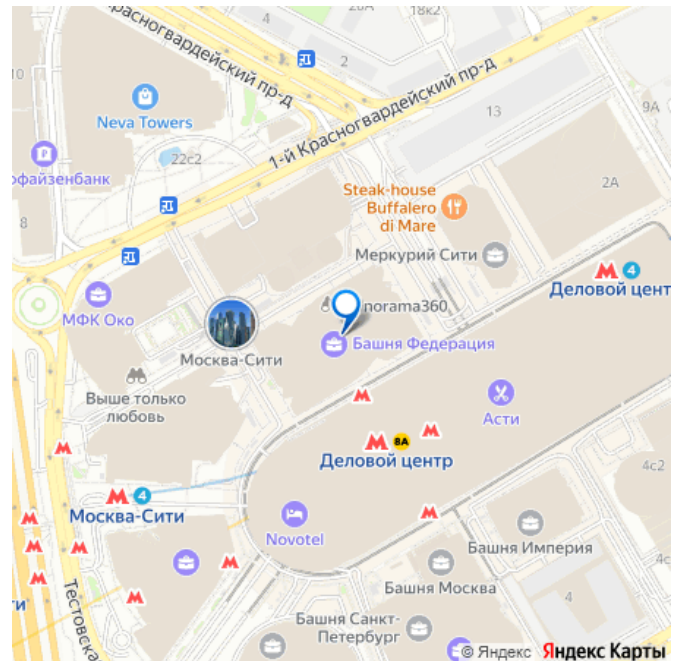 18к2
20А
красногвардейский пр-д
2
10
Neva Towers
1-й Красногвардейский пр-д
13
9А
22с2
офайзенбанк
Steak-house
Buffalero
di Mare
2А
8
Меркурий Сити
4
Деловой цент
МФК Око
norama360
Москва-Сити
Башня Федерация
Выше только
любовь
Асти
8А
Деловой центр
4с2
4
Москва-Сити
Novotel
Башня Империя
4с
Башня Москва
4
Тестовска
ти
Башня Санкт-
Петербург
© Яндекс Яндекс Карты